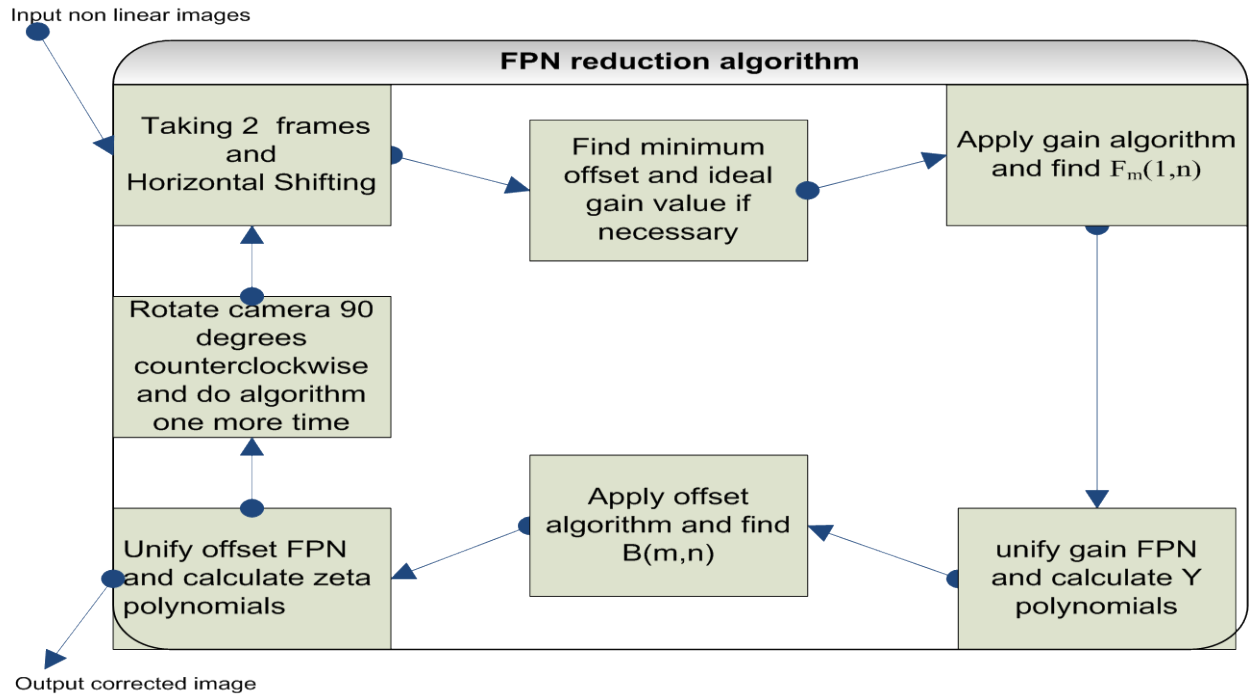 Input non linear images
FPN reduction algorithm
Taking 2 frames
and
Horizontal Shifting
Find minimum
offset and ideal
gain value if
necessary
Apply gain algorithm
and find Fm(1,n)
Rotate camera 90
degrees
counterclockwise
and do algorithm
one more time
Unify offset FPN
and calculate zeta
polynomials
Apply offset
algorithm and find
B(m,n)
unify gain FPN
and calculate Y
polynomials
Output corrected image